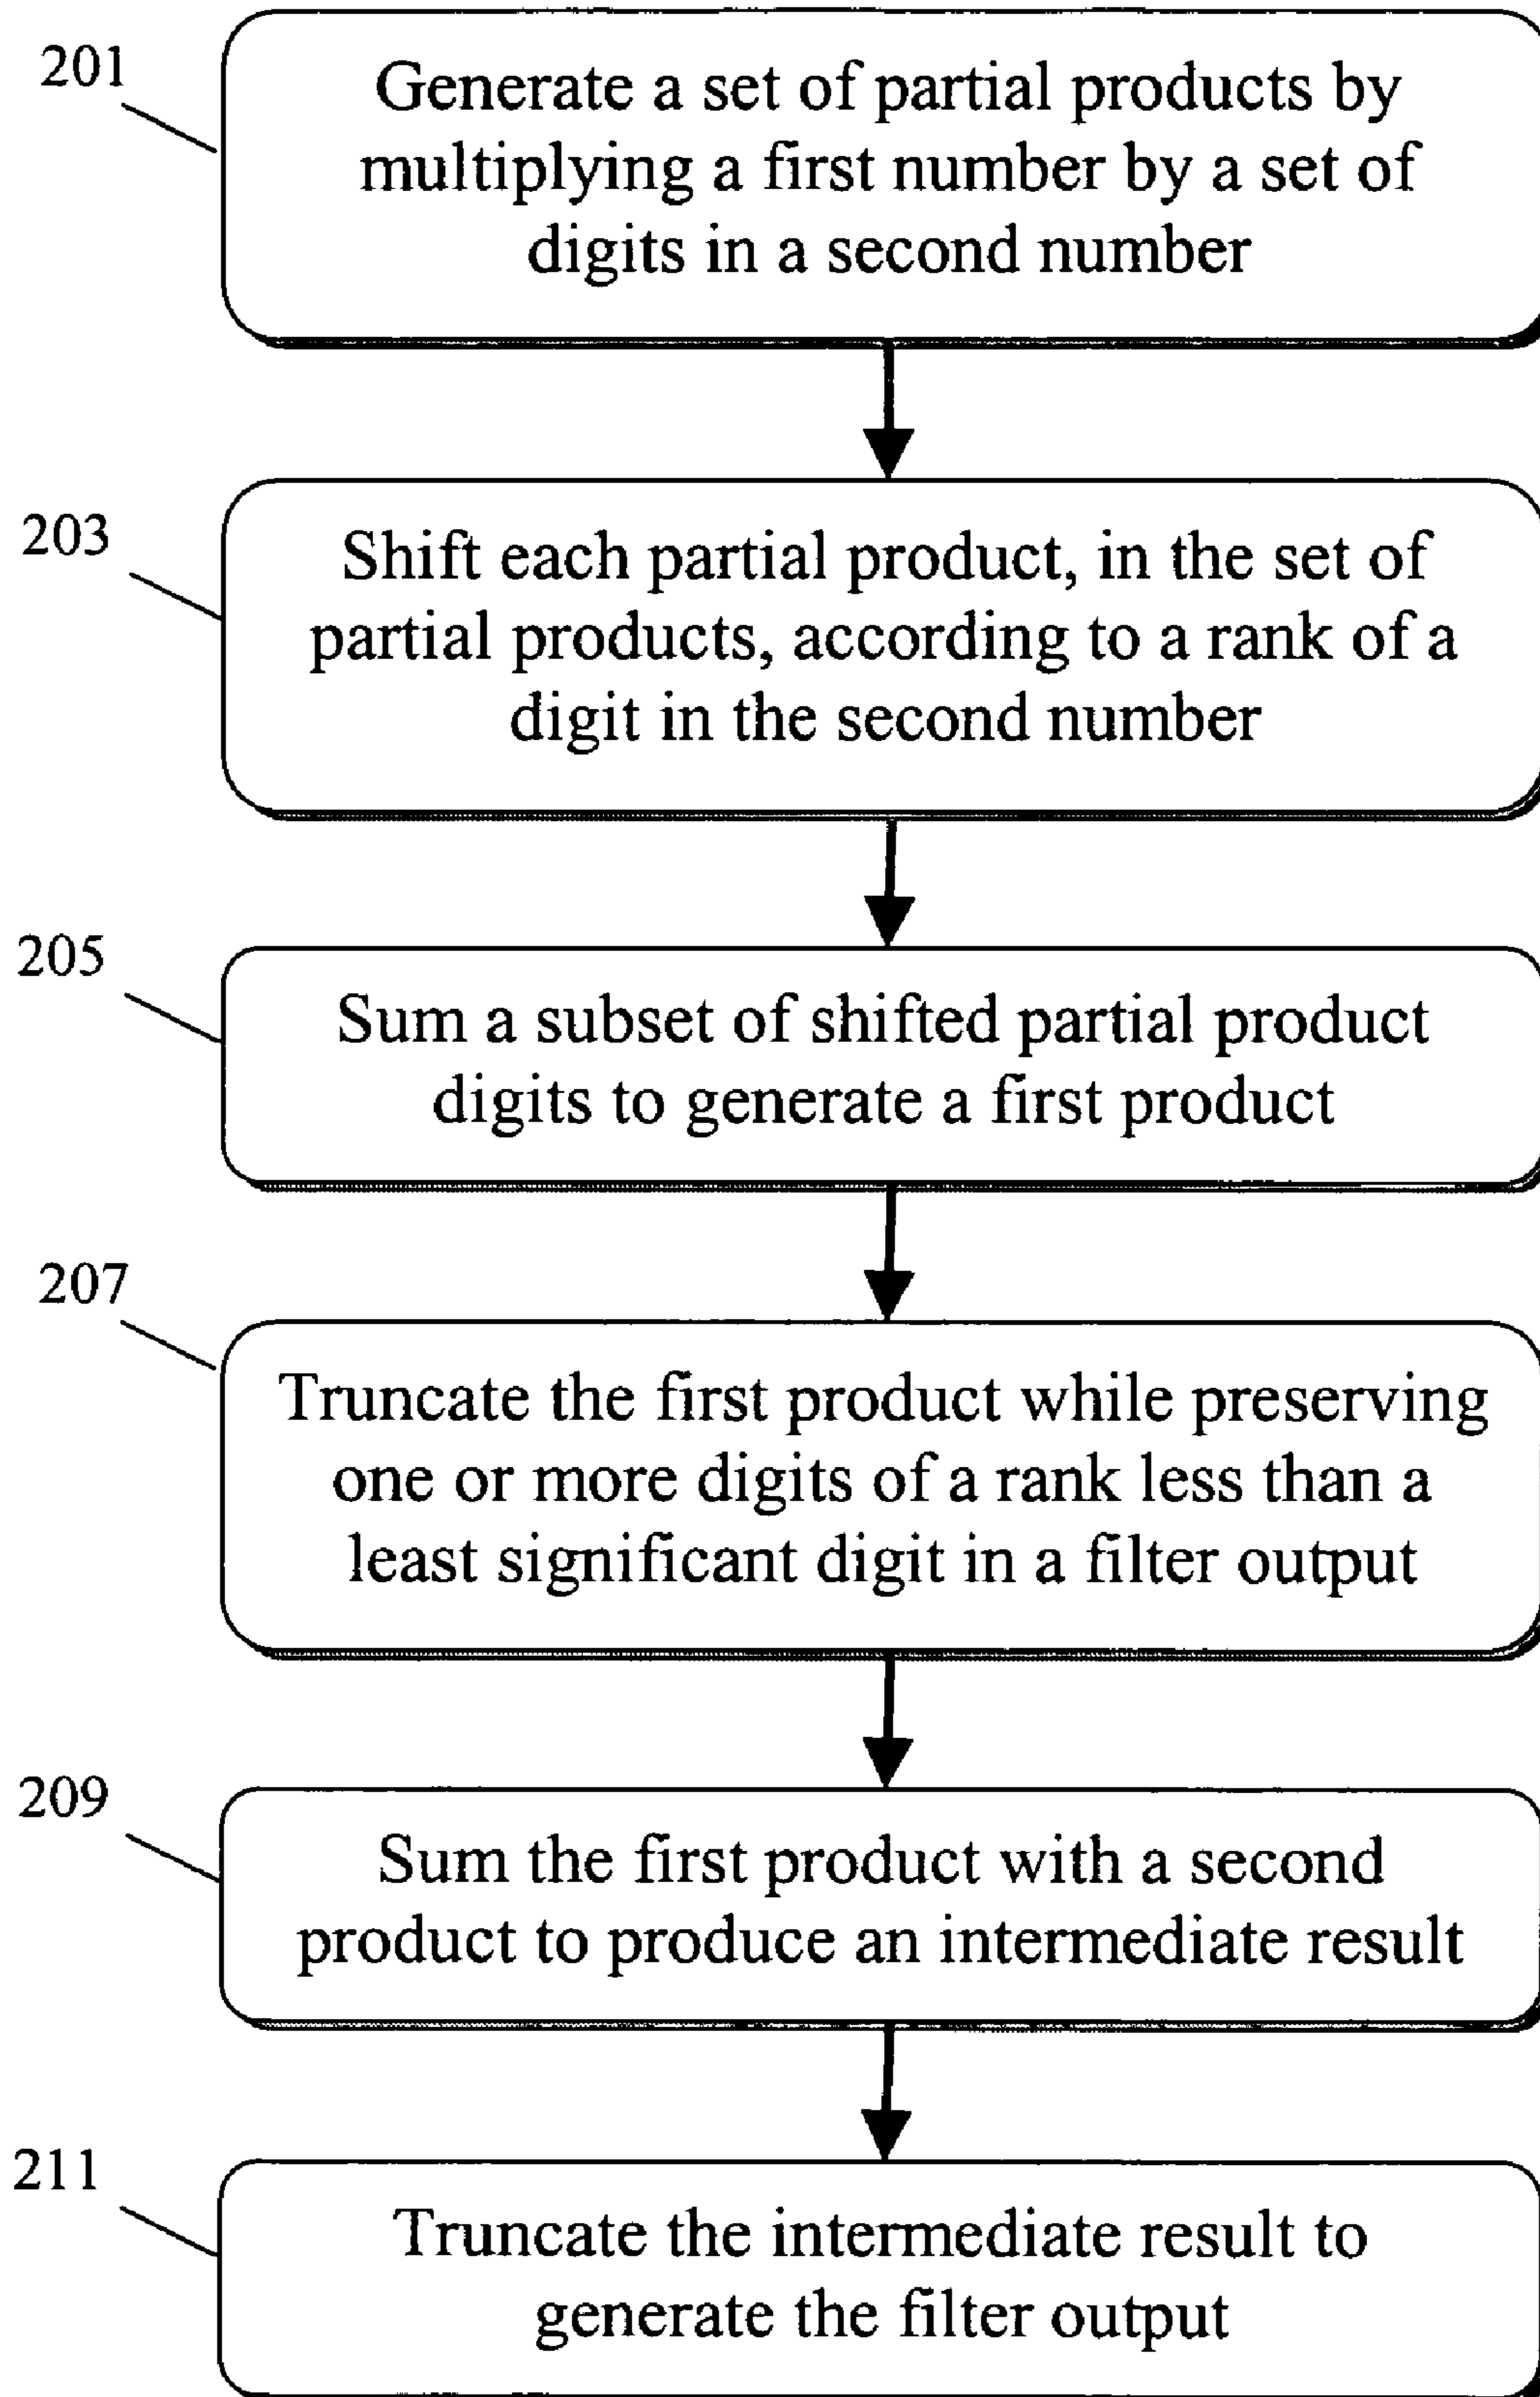 201
Generate a set of partial products by
multiplying a first number by a set of
digits in a second number
203
Shift each partial product, in the set of
partial products, according to a rank of a
digit in the second number
205
Sum a subset of shifted partial product
digits to generate a first product
207
Truncate the first product while preserving
one or more digits of a rank less than a
least significant digit in a filter output
209
Sum the first product with a second
product to produce an intermediate result
211
Truncate the intermediate result to
generate the filter output